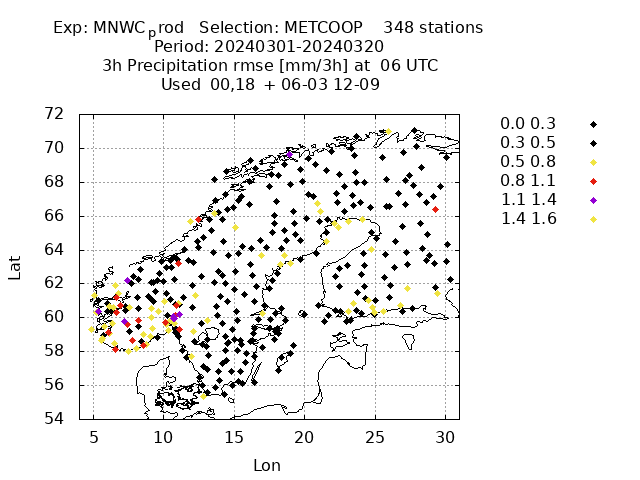 Exp: MNWCprod Selection: METCOOP 348 stations
Period: 20240301-20240320
3h Precipitation rmse [mm/3h] at 06 UTC
Used 00,18 + 06-03 12-09
72
70
68
66
64
62
60
58
56
54
Lat
5 10 15 20 25 30
Lon
0.0 0.3
0.3 0.5
0.5 0.8
0.8 1.1
1.1 1.4
1.4 1.6